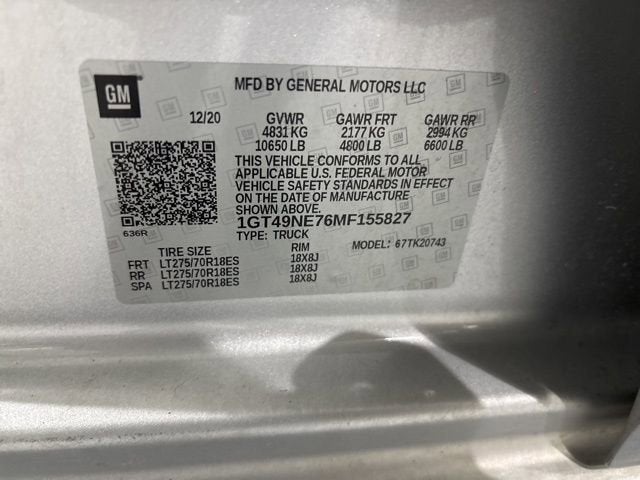 GM
MFD BY GENERAL MOTORS LLC
12/20 GVWR GAWR FRT GAWR RR
4831 KG 2177 KG 2994 KG
10650 LB 4800 LB 6600 LB
THIS VEHICLE CONFORMS TO ALL
APPLICABLE U.S. FEDERAL MOTOR
VEHICLE SAFETY STANDARDS IN EFFECT
ON THE DATE OF MANUFACTURE
SHOWN ABOVE.
636R
1GT49NE76MF155827
TYPE: TRUCK MODEL: 67TK20743
TIRE SIZE RIM
FRT LT275/70R18ES 18X8J
RR LT275/70R18ES 18X8J
SPA LT275/70R18ES 18X8J